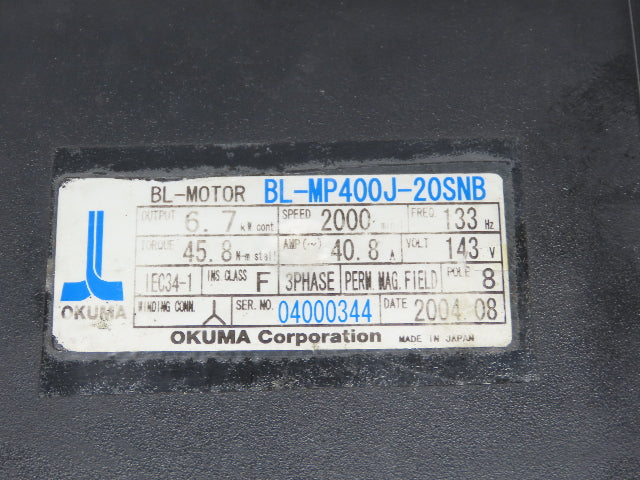 BL-MOTOR BL-MP400J-20SNB
OUTPUT 6.7 kW cont SPEED 2000 min FREQ 133 Hz
TORQUE 45.8 N-m stall AMP(~) 40.8 A VOLT 143 V
IEC34-1 INS CLASS F 3PHASE PERM. MAG. FIELD POLE 8
WINDING CONN. SER. NO. 04000344 DATE 2004.08
OKUMA
OKUMA Corporation MADE IN JAPAN